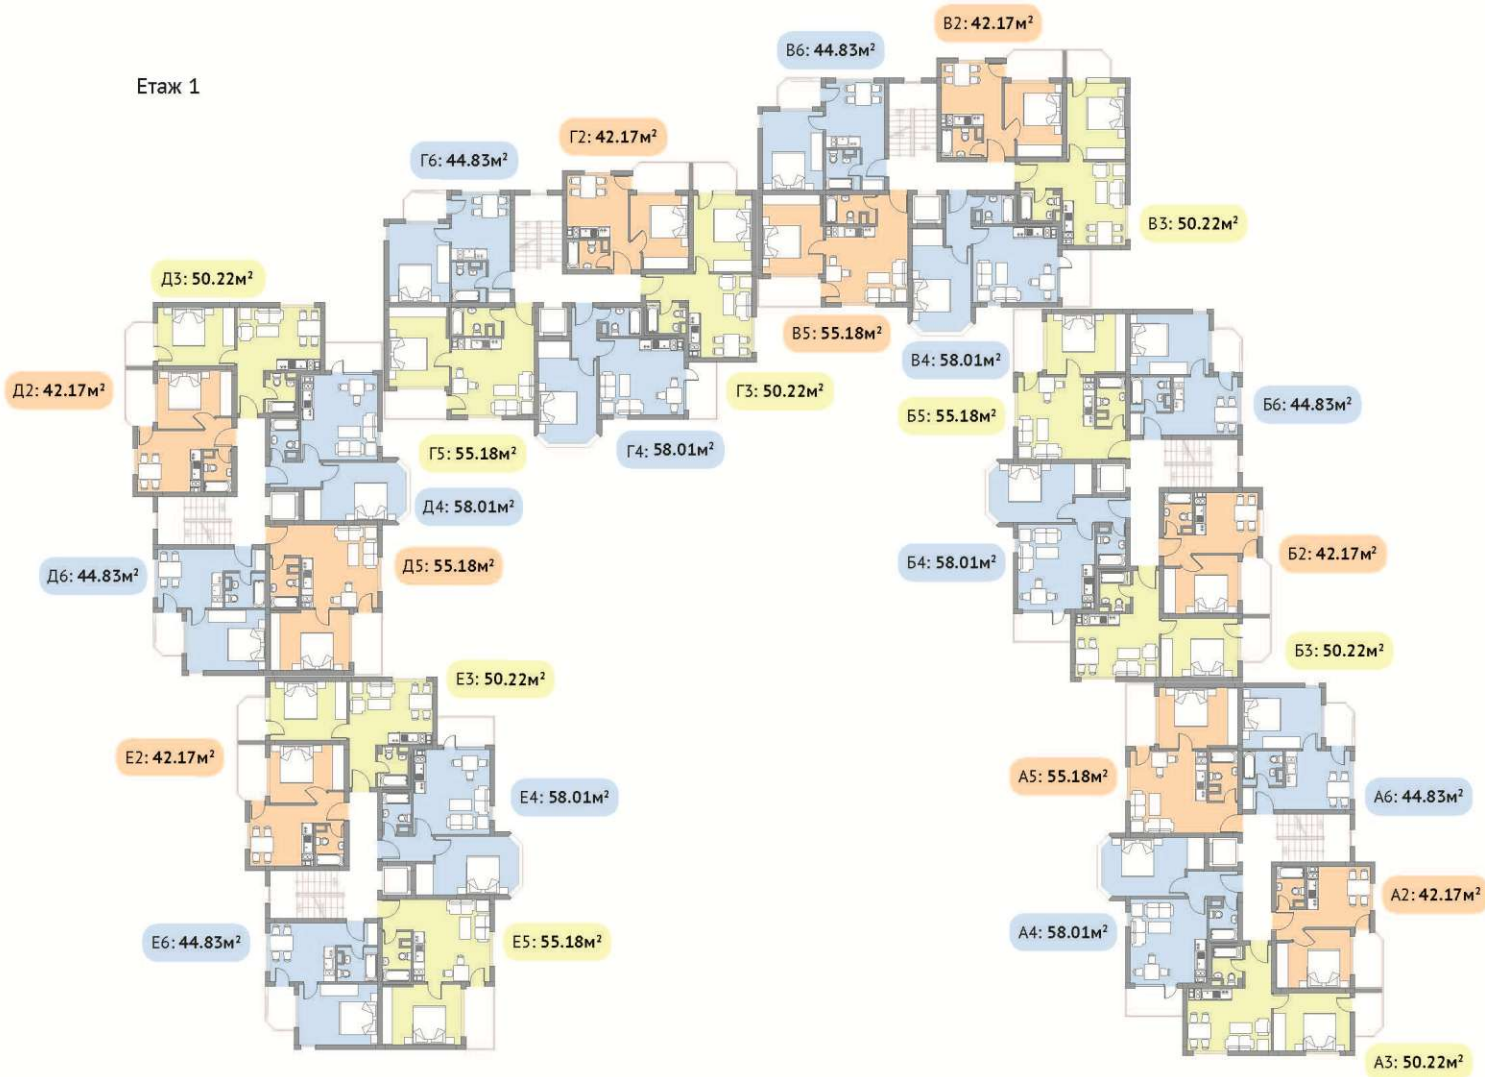 В2: 42.17м²
В6: 44.83м²
Етаж 1
Г2: 42.17м²
Г6: 44.83м²
В3: 50.22м²
Д3: 50.22м²
В5: 55.18м²
В4: 58.01м²
Д2: 42.17м²
Г3: 50.22м²
Б6: 44.83м²
Б5: 55.18м²
Г5: 55.18м²
Г4: 58.01м²
Д4: 58.01м²
Б2: 42.17м²
Б4: 58.01м²
Д5: 55.18м²
Д6: 44.83м²
Б3: 50.22м²
Е3: 50.22м²
Е2: 42.17м²
А5: 55.18м²
Е4: 58.01м²
А6: 44.83м²
А2: 42.17м²
А4: 58.01м²
Е6: 44.83м²
Е5: 55.18м²
А3: 50.22м²